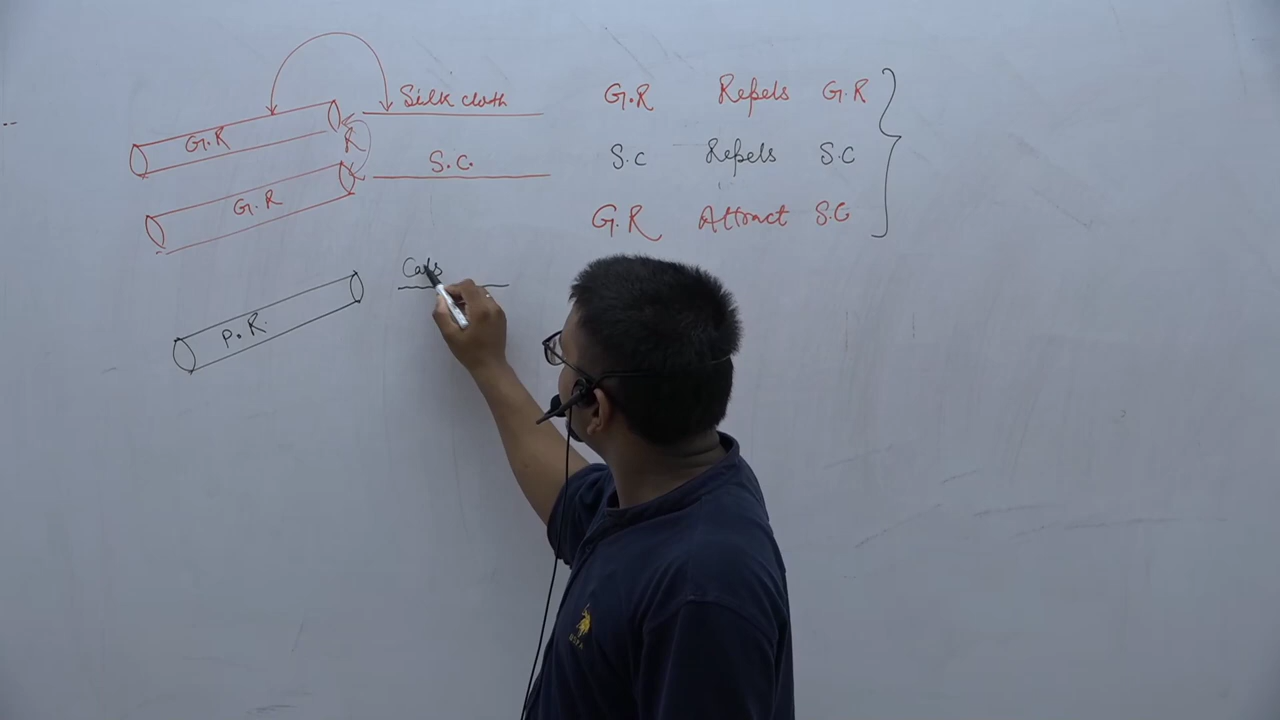 Silk cloth
G.R
R
S.C.
G.R
G.R Repels G.R
S.C Repels S.C
G.R Attract S.C
P.R.